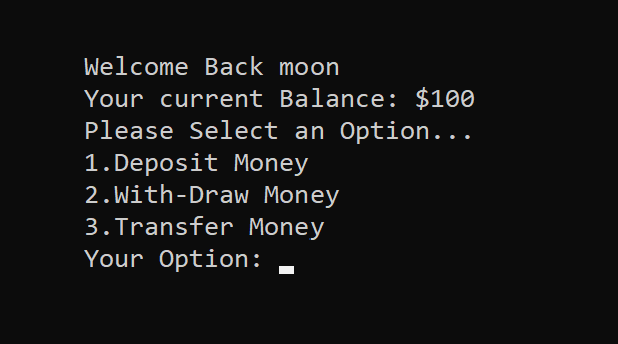 Welcome Back moon
Your current Balance: $100
Please Select an Option...
1.Deposit Money
2.With-Draw Money
3.Transfer Money
Your Option: